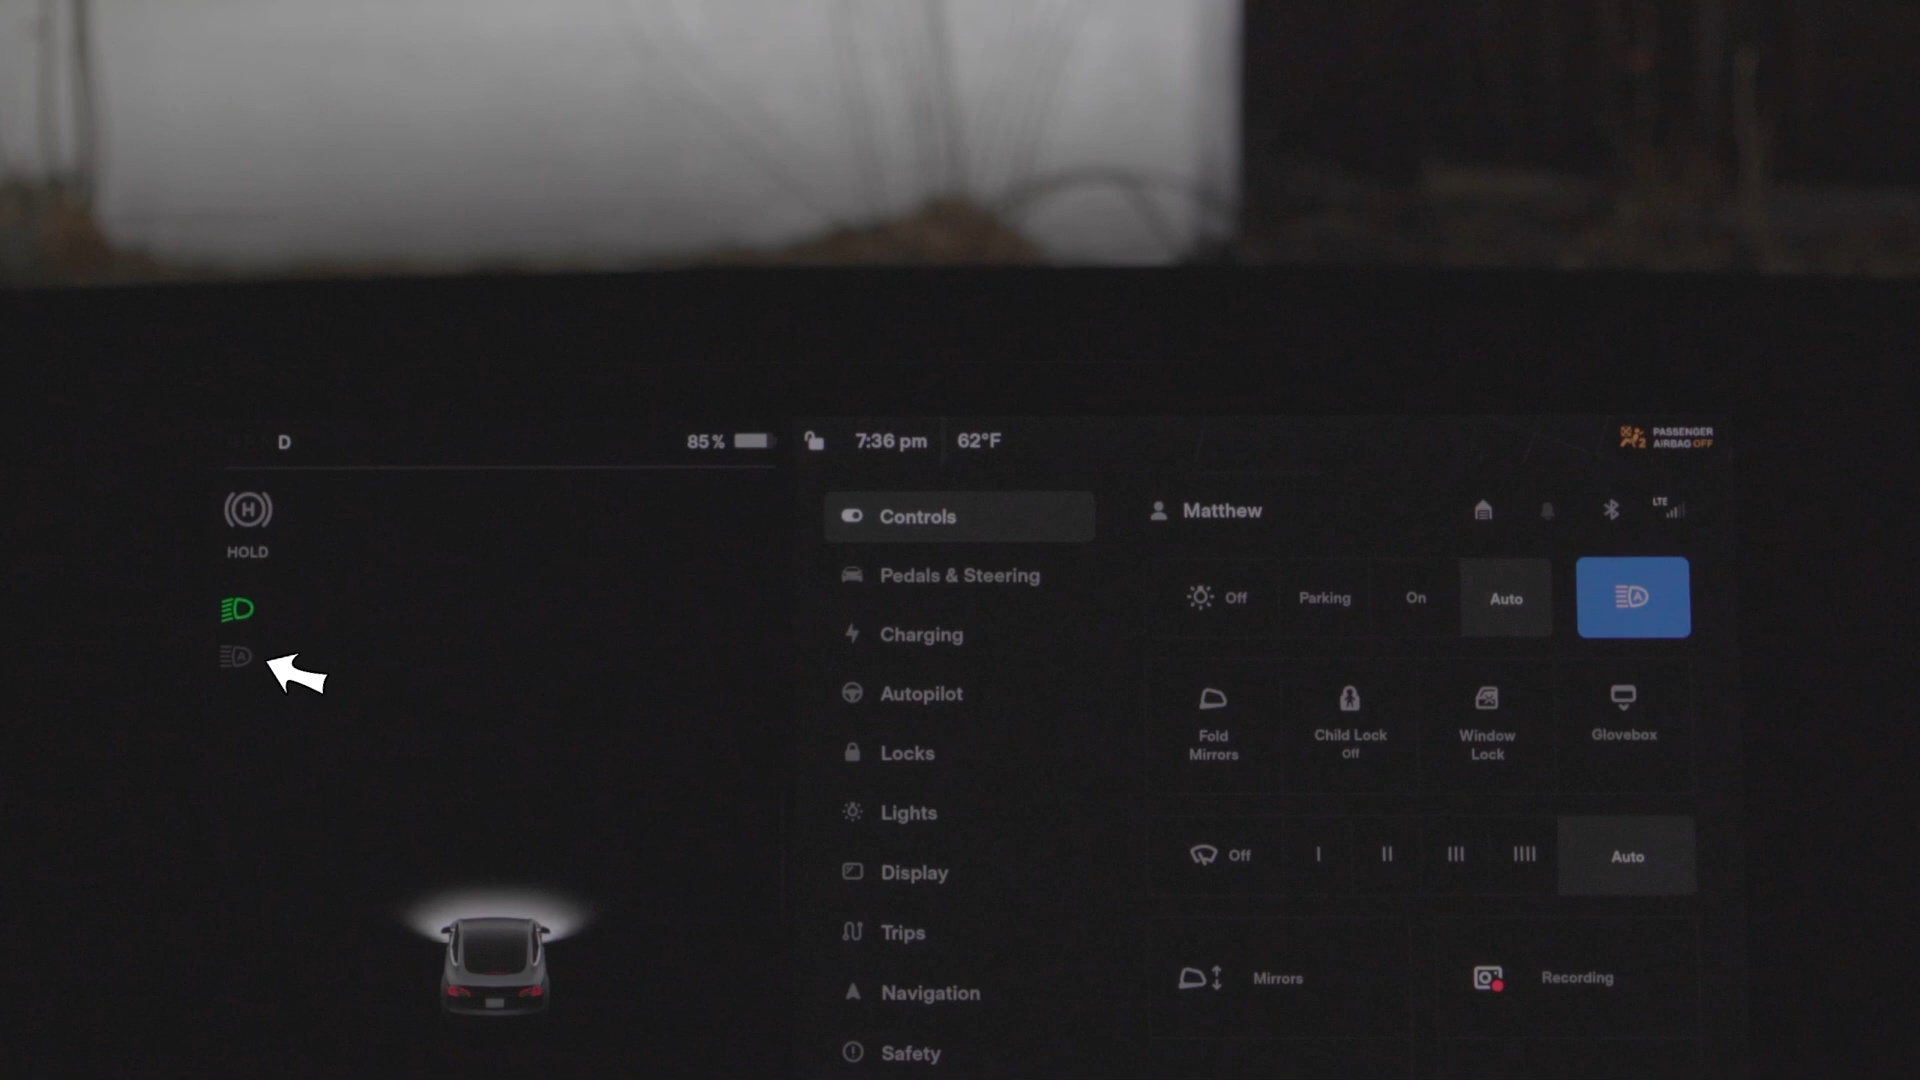 D
85 %
7:36 pm
62°F
PASSENGER
AIRBAG OFF
H
HOLD
A
Controls
Pedals & Steering
Charging
Autopilot
Locks
Lights
Display
Trips
Navigation
Safety
Matthew
LTE
Off
Parking
On
Auto
A
Fold
Mirrors
Child Lock
Off
Window
Lock
Glovebox
Off
I
II
III
IIII
Auto
Mirrors
Recording